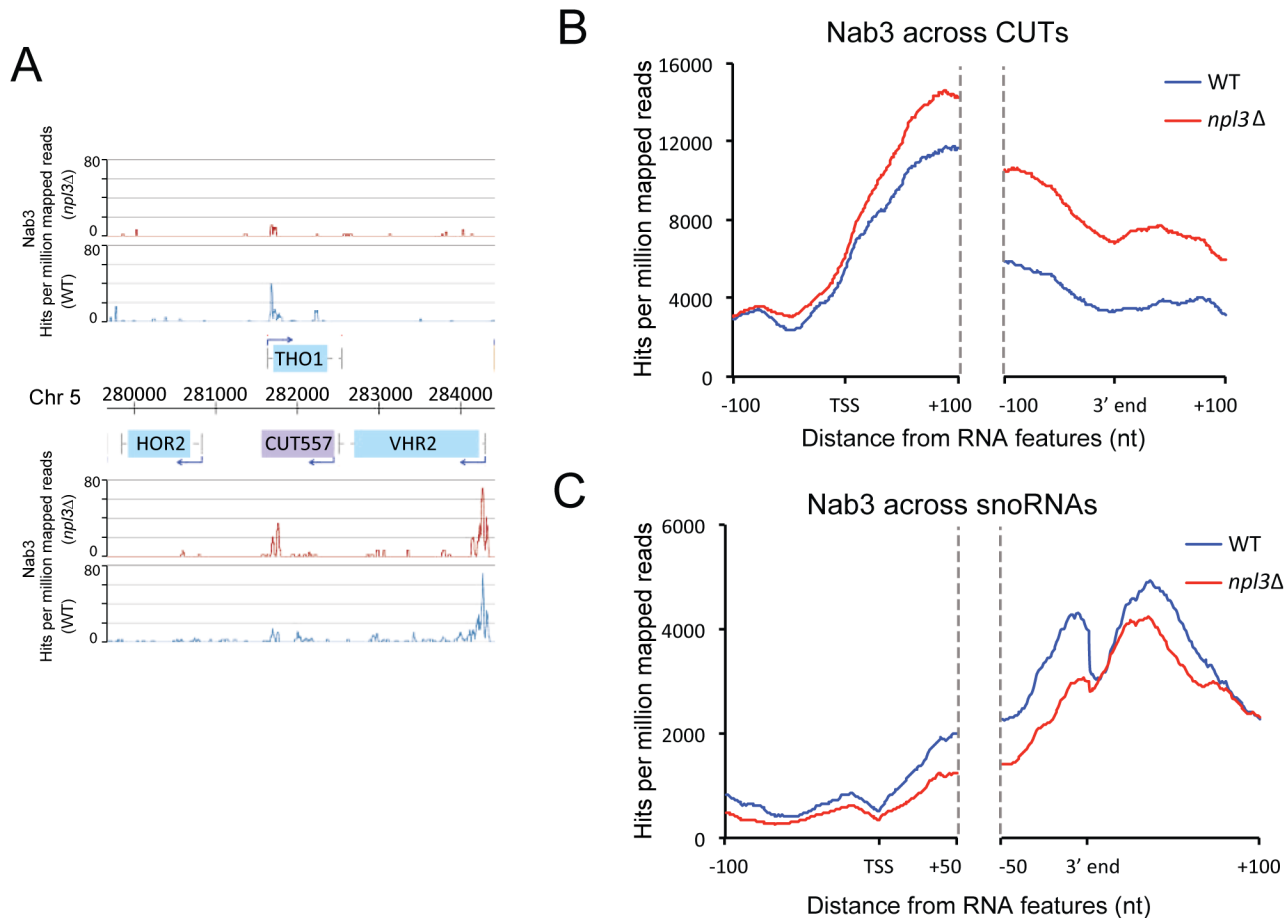 A
Nab3
Hits per million mapped reads
(npl3Δ)
80
0
(WT)
80
0
THO1
Chr 5
280000 281000 282000 283000 284000
HOR2 CUT557 VHR2
Nab3
Hits per million mapped reads
(npl3Δ)
80
0
(WT)
80
0
B
Nab3 across CUTs
Hits per million mapped reads
16000
12000
8000
4000
0
WT
npl3Δ
-100 TSS +100 -100 3′ end +100
Distance from RNA features (nt)
C
Nab3 across snoRNAs
Hits per million mapped reads
6000
4000
2000
0
WT
npl3Δ
-100 TSS +50 -50 3′ end +100
Distance from RNA features (nt)